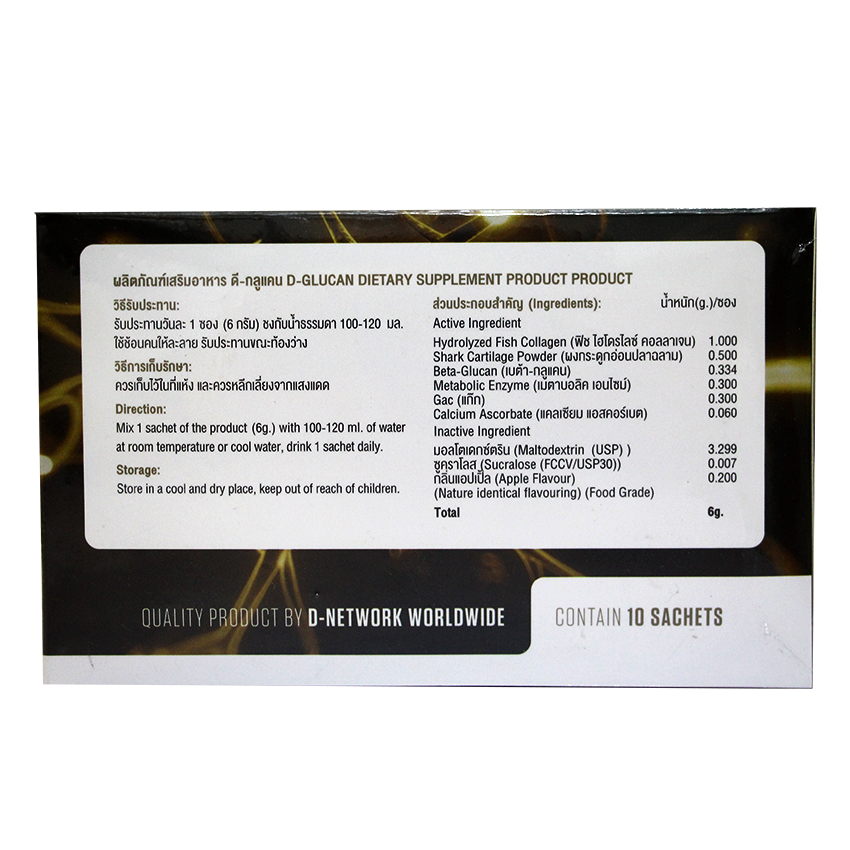 ผลิตภัณฑ์เสริมอาหาร ดี-กลูแคน D-GLUCAN DIETARY SUPPLEMENT PRODUCT PRODUCT
วิธีรับประทาน:
รับประทานวันละ 1 ซอง (6 กรัม) ชงกับน้ำธรรมดา 100-120 มล.
ใช้ช้อนคนให้ละลาย รับประทานขณะท้องว่าง
วิธีการเก็บรักษา:
ควรเก็บไว้ในที่แห้ง และควรหลีกเลี่ยงจากแสงแดด
Direction:
Mix 1 sachet of the product (6g.) with 100-120 ml. of water
at room temperature or cool water, drink 1 sachet daily.
Storage:
Store in a cool and dry place, keep out of reach of children.
ส่วนประกอบสำคัญ (Ingredients): น้ำหนัก(g.)/ซอง
Active Ingredient
Hydrolyzed Fish Collagen (ฟิช ไฮโดรไลซ์ คอลลาเจน) 1.000
Shark Cartilage Powder (ผงกระดูกอ่อนปลาฉลาม) 0.500
Beta-Glucan (เบต้า-กลูแคน) 0.334
Metabolic Enzyme (เมตาบอลิค เอนไซม์) 0.300
Gac (แก๊ก) 0.300
Calcium Ascorbate (แคลเซียม แอสคอร์เบต) 0.060
Inactive Ingredient
มอลโตเดกซ์ตริน (Maltodextrin (USP) ) 3.299
ซูคราโลส (Sucralose (FCCV/USP30)) 0.007
กลิ่นแอปเปิ้ล (Apple Flavour) 0.200
(Nature identical flavouring) (Food Grade)
Total 6g.
QUALITY PRODUCT BY D-NETWORK WORLDWIDE
CONTAIN 10 SACHETS